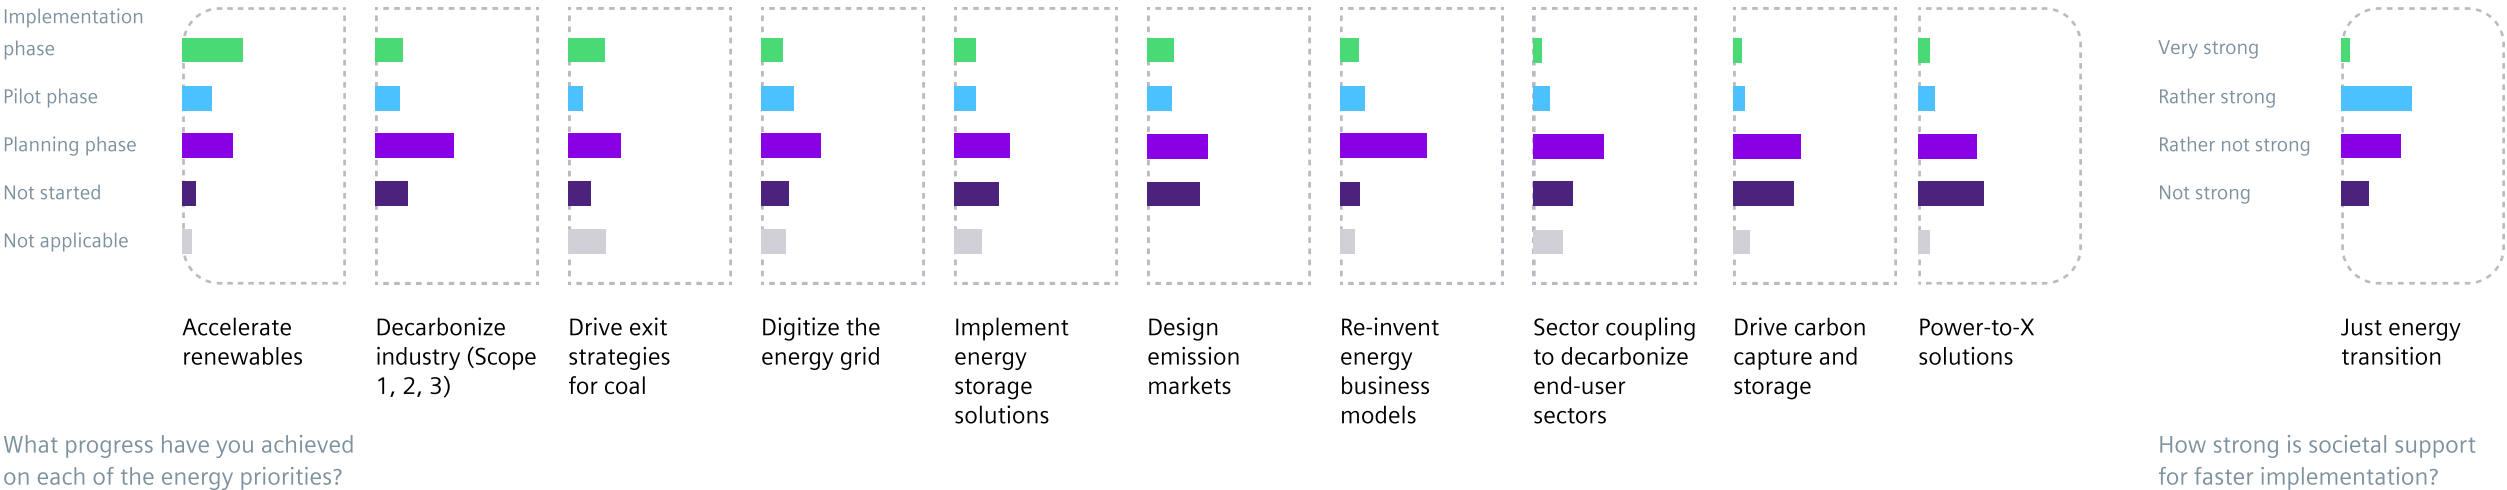 Implementation
phase
Pilot phase
Planning phase
Not started
Not applicable
Accelerate
renewables
Decarbonize
industry (Scope
1, 2, 3)
Drive exit
strategies
for coal
Digitize the
energy grid
Implement
energy
storage
solutions
Design
emission
markets
Re-invent
energy
business
models
Sector coupling
to decarbonize
end-user
sectors
Drive carbon
capture and
storage
Power-to-X
solutions
What progress have you achieved
on each of the energy priorities?
Very strong
Rather strong
Rather not strong
Not strong
Just energy
transition
How strong is societal support
for faster implementation?